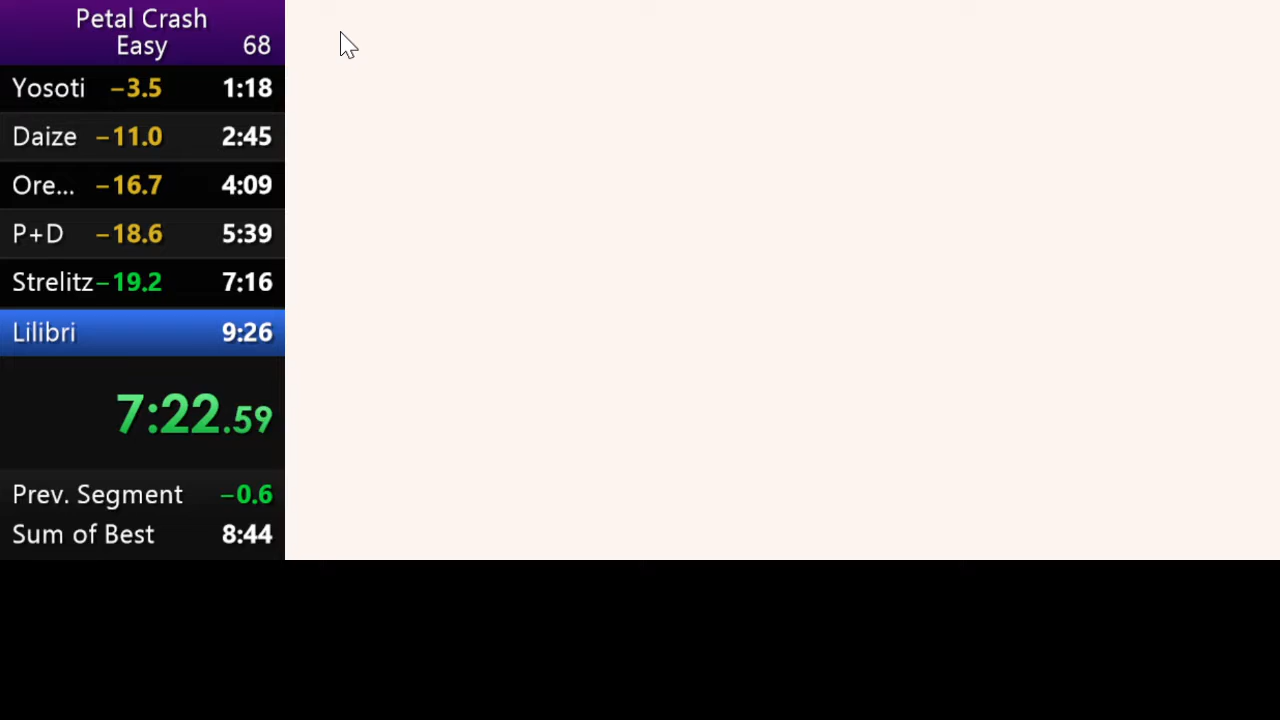 Petal Crash
Easy 68
Yosoti −3.5 1:18
Daize −11.0 2:45
Ore... −16.7 4:09
P+D −18.6 5:39
Strelitz −19.2 7:16
Lilibri 9:26
7:22.59
Prev. Segment −0.6
Sum of Best 8:44